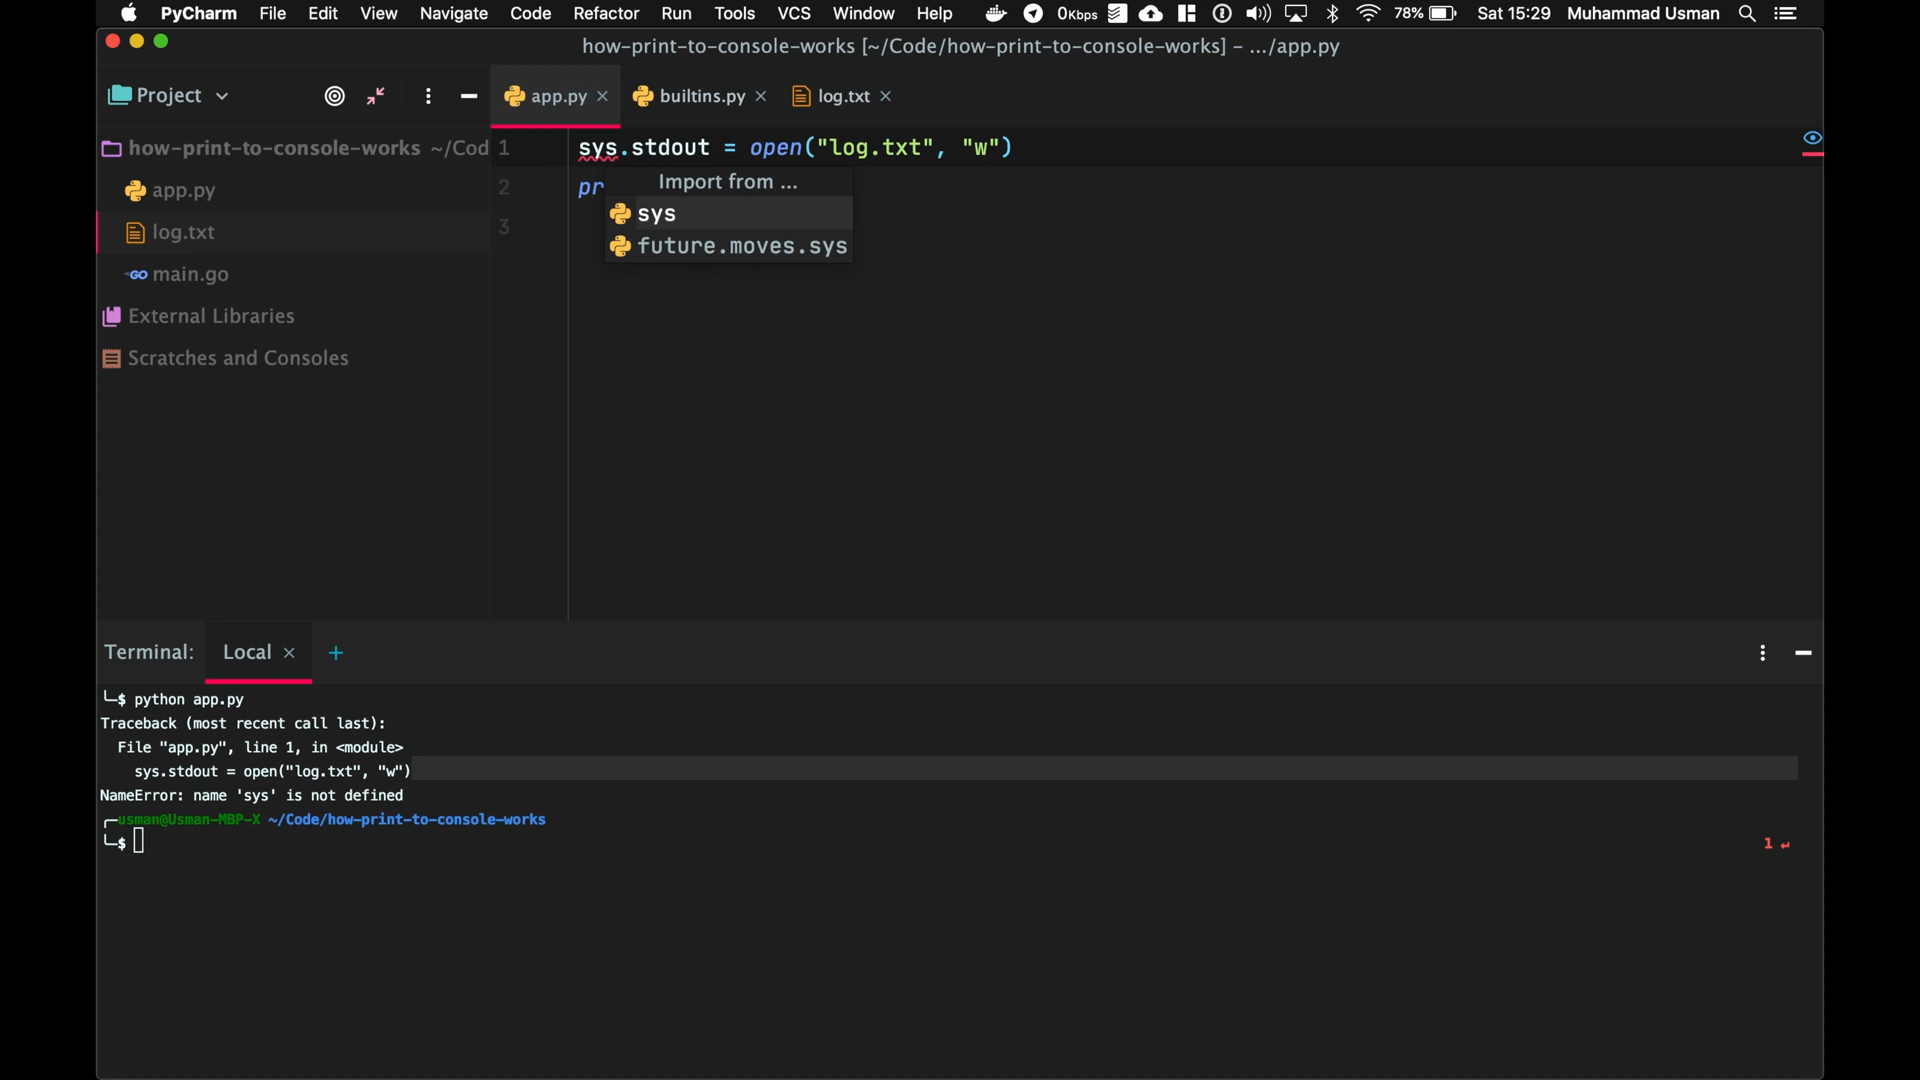 PyCharm File Edit View Navigate Code Refactor Run Tools VCS Window Help 0Kbps 78% Sat 15:29 Muhammad Usman
how-print-to-console-works [~/Code/how-print-to-console-works] – .../app.py
Project app.py builtins.py log.txt
how-print-to-console-works ~/Cod
app.py
log.txt
main.go
External Libraries
Scratches and Consoles
1 sys.stdout = open("log.txt", "w")
2 pr
3
Import from ...
sys
future.moves.sys
Terminal: Local +
$ python app.py
Traceback (most recent call last):
File "app.py", line 1, in <module>
sys.stdout = open("log.txt", "w")
NameError: name 'sys' is not defined
usman@Usman-MBP-X ~/Code/how-print-to-console-works
$ 1 ↵